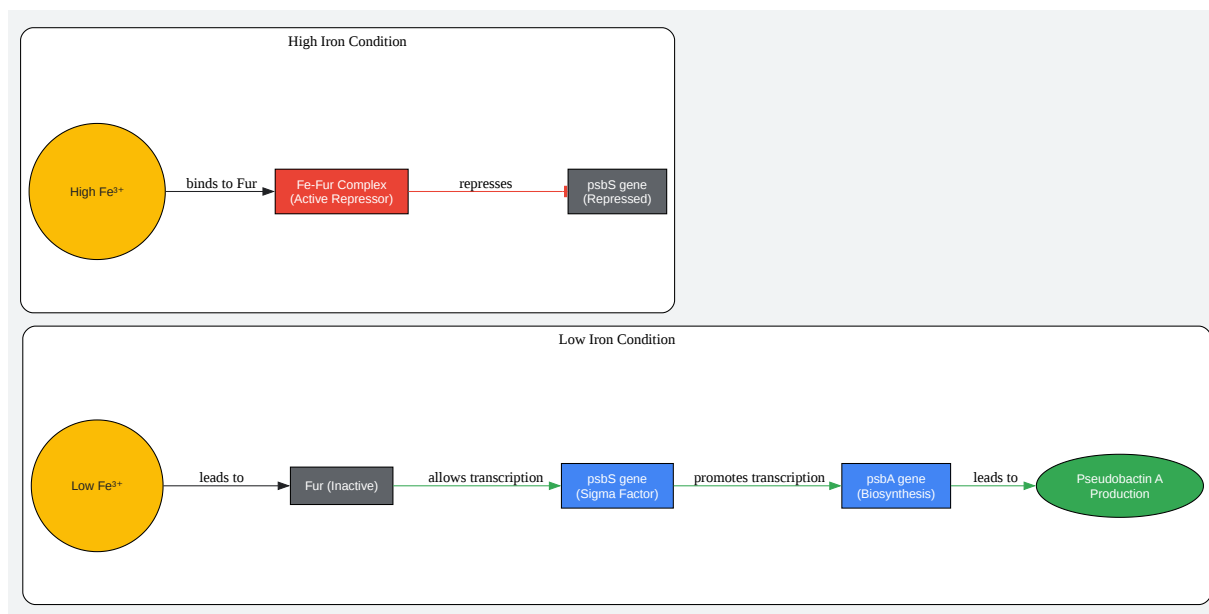 High Iron Condition
High Fe³⁺
binds to Fur
Fe-Fur Complex
(Active Repressor)
represses
psbS gene
(Repressed)
Low Iron Condition
Low Fe³⁺
leads to
Fur (Inactive)
allows transcription
psbS gene
(Sigma Factor)
promotes transcription
psbA gene
(Biosynthesis)
leads to
Pseudobactin A
Production